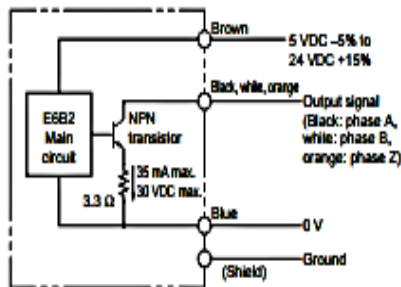 Brown
5 VDC –5% to
24 VDC +15%
Black, white, orange
Output signal
(Black: phase A,
white: phase B,
orange: phase Z)
E6B2
Main
circuit
NPN
transistor
35 mA max.
30 VDC max.
3.3 Ω
Blue
0 V
Ground
(Shield)